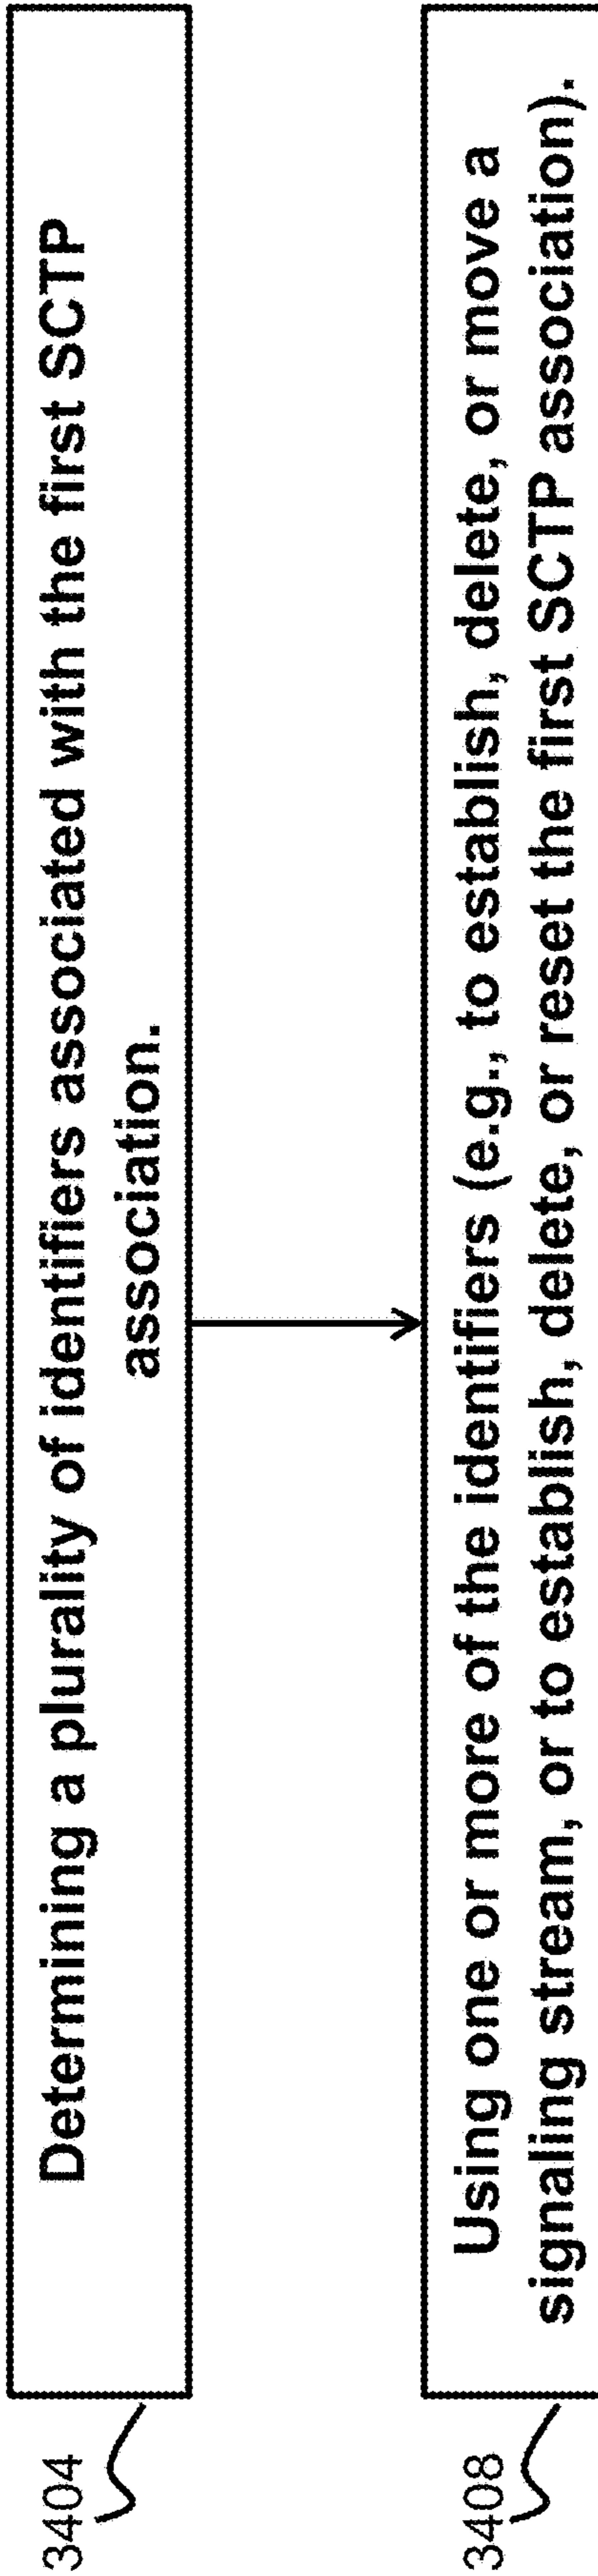 3404
Determining a plurality of identifiers associated with the first SCTP
association.
3408
Using one or more of the identifiers (e.g., to establish, delete, or move a
signaling stream, or to establish, delete, or reset the first SCTP association).